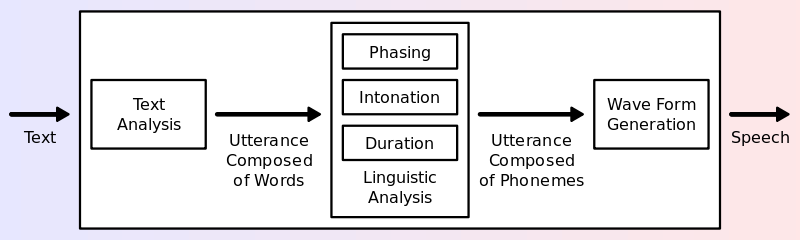 Text
Text
Analysis
Utterance
Composed
of Words
Phasing
Intonation
Duration
Linguistic
Analysis
Utterance
Composed
of Phonemes
Wave Form
Generation
Speech